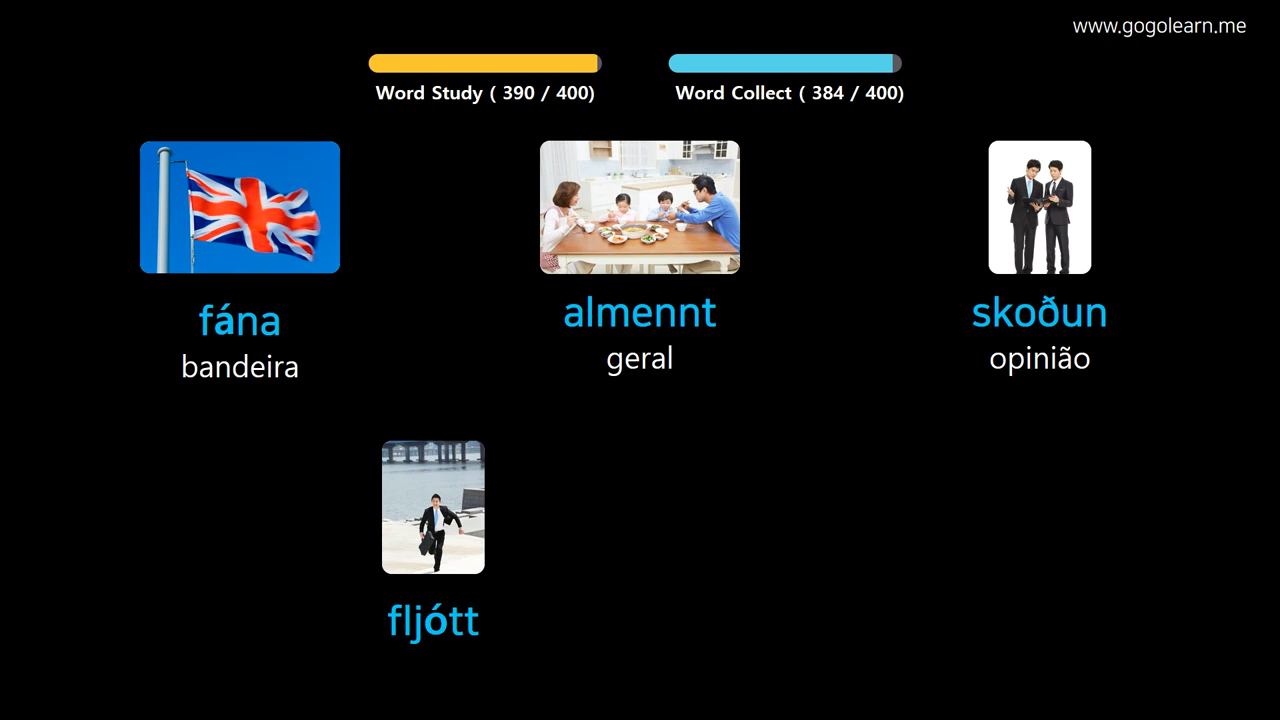 www.gogolearn.me
Word Study ( 390 / 400)
Word Collect ( 384 / 400)
fána
bandeira
almennt
geral
skoðun
opinião
fljótt